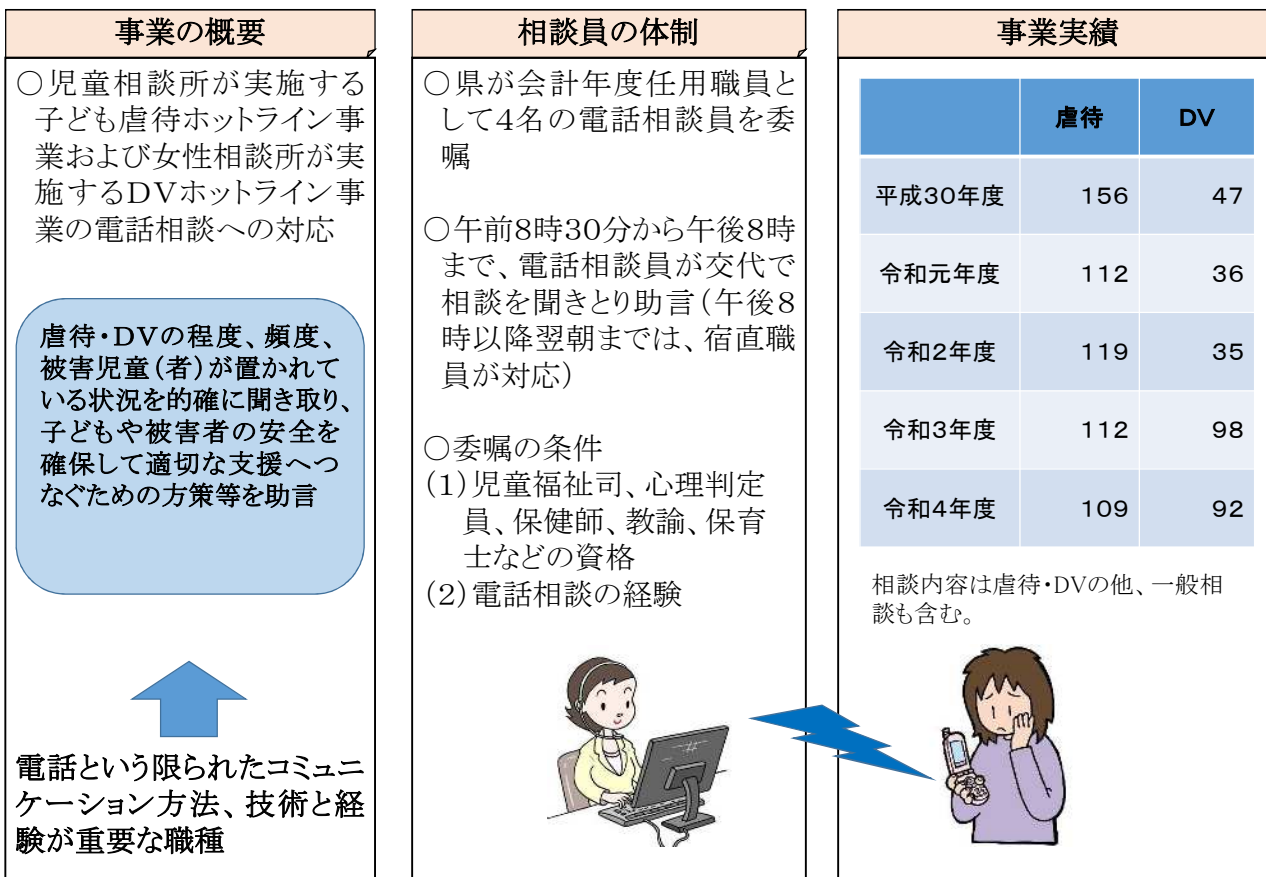 事業の概要
○児童相談所が実施する
子ども虐待ホットライン事
業および女性相談所が実
施するDVホットライン事
業の電話相談への対応
虐待・DVの程度、頻度、
被害児童(者)が置かれて
いる状況を的確に聞き取り、
子どもや被害者の安全を
確保して適切な支援へつ
なぐための方策等を助言
電話という限られたコミュニ
ケーション方法、技術と経
験が重要な職種
相談員の体制
○県が会計年度任用職員と
して4名の電話相談員を委
嘱
○午前8時30分から午後8時
まで、電話相談員が交代で
相談を聞きとり助言(午後8
時以降翌朝までは、宿直職
員が対応)
○委嘱の条件
(1)児童福祉司、心理判定
員、保健師、教諭、保育
士などの資格
(2)電話相談の経験
事業実績
虐待 DV
平成30年度 156 47
令和元年度 112 36
令和2年度 119 35
令和3年度 112 98
令和4年度 109 92
相談内容は虐待・DVの他、一般相
談も含む。